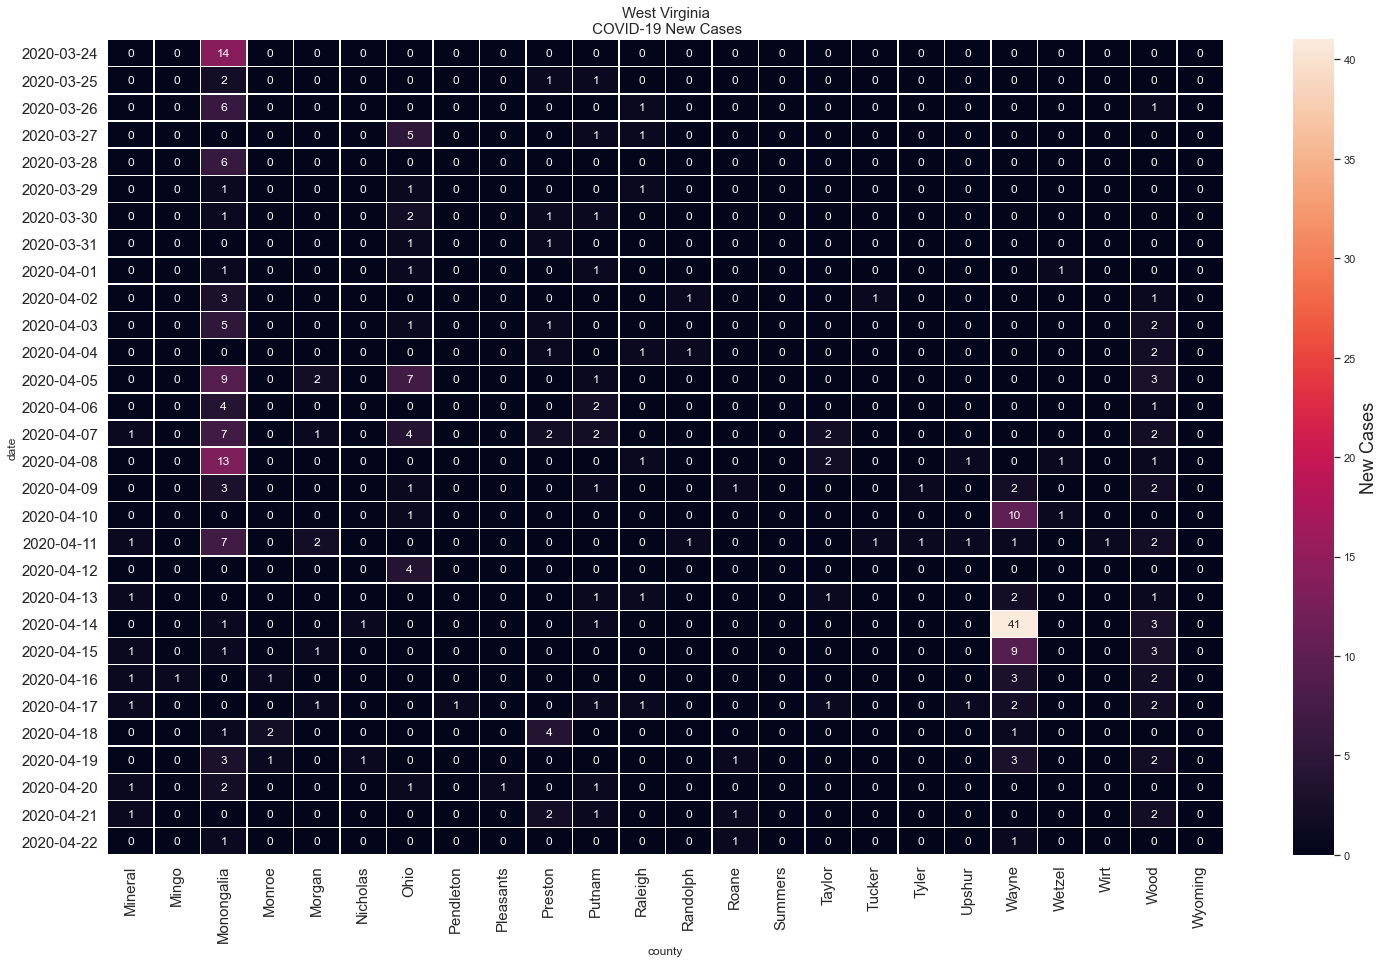 West Virginia
COVID-19 New Cases
2020-03-24 0 0 14 0 0 0 0 0 0 0 0 0 0 0 0 0 0 0 0 0 0 0 0 0
2020-03-25 0 0 2 0 0 0 0 0 0 1 1 0 0 0 0 0 0 0 0 0 0 0 0 0
2020-03-26 0 0 6 0 0 0 0 0 0 0 0 1 0 0 0 0 0 0 0 0 0 0 1 0
2020-03-27 0 0 0 0 0 0 5 0 0 0 1 1 0 0 0 0 0 0 0 0 0 0 0 0
2020-03-28 0 0 6 0 0 0 0 0 0 0 0 0 0 0 0 0 0 0 0 0 0 0 0 0
2020-03-29 0 0 1 0 0 0 1 0 0 0 0 1 0 0 0 0 0 0 0 0 0 0 0 0
2020-03-30 0 0 1 0 0 0 2 0 0 1 1 0 0 0 0 0 0 0 0 0 0 0 0 0
2020-03-31 0 0 0 0 0 0 1 0 0 1 0 0 0 0 0 0 0 0 0 0 0 0 0 0
2020-04-01 0 0 1 0 0 0 1 0 0 0 1 0 0 0 0 0 0 0 0 0 1 0 0 0
2020-04-02 0 0 3 0 0 0 0 0 0 0 0 0 1 0 0 0 1 0 0 0 0 0 1 0
2020-04-03 0 0 5 0 0 0 1 0 0 1 0 0 0 0 0 0 0 0 0 0 0 0 2 0
2020-04-04 0 0 0 0 0 0 0 0 0 1 0 1 1 0 0 0 0 0 0 0 0 0 2 0
2020-04-05 0 0 9 0 2 0 7 0 0 0 1 0 0 0 0 0 0 0 0 0 0 0 3 0
2020-04-06 0 0 4 0 0 0 0 0 0 0 2 0 0 0 0 0 0 0 0 0 0 0 1 0
2020-04-07 1 0 7 0 1 0 4 0 0 2 2 0 0 0 0 2 0 0 0 0 0 0 2 0
2020-04-08 0 0 13 0 0 0 0 0 0 0 0 1 0 0 0 2 0 0 1 0 1 0 1 0
2020-04-09 0 0 3 0 0 0 1 0 0 0 1 0 0 1 0 0 0 1 0 2 0 0 2 0
2020-04-10 0 0 0 0 0 0 1 0 0 0 0 0 0 0 0 0 0 0 0 10 1 0 0 0
2020-04-11 1 0 7 0 2 0 0 0 0 0 0 0 1 0 0 0 1 1 1 1 0 1 2 0
2020-04-12 0 0 0 0 0 0 4 0 0 0 0 0 0 0 0 0 0 0 0 0 0 0 0 0
2020-04-13 1 0 0 0 0 0 0 0 0 0 1 1 0 0 0 1 0 0 0 2 0 0 1 0
2020-04-14 0 0 1 0 0 1 0 0 0 0 1 0 0 0 0 0 0 0 0 41 0 0 3 0
2020-04-15 1 0 1 0 1 0 0 0 0 0 0 0 0 0 0 0 0 0 0 9 0 0 3 0
2020-04-16 1 1 0 1 0 0 0 0 0 0 0 0 0 0 0 0 0 0 0 3 0 0 2 0
2020-04-17 1 0 0 0 1 0 0 1 0 0 1 1 0 0 0 1 0 0 1 2 0 0 2 0
2020-04-18 0 0 1 2 0 0 0 0 0 4 0 0 0 0 0 0 0 0 0 1 0 0 0 0
2020-04-19 0 0 3 1 0 1 0 0 0 0 0 0 0 1 0 0 0 0 0 3 0 0 2 0
2020-04-20 1 0 2 0 0 0 1 0 1 0 1 0 0 0 0 0 0 0 0 0 0 0 0 0
2020-04-21 1 0 0 0 0 0 0 0 0 2 1 0 0 1 0 0 0 0 0 0 0 0 2 0
2020-04-22 0 0 1 0 0 0 0 0 0 0 0 0 0 1 0 0 0 0 0 1 0 0 0 0
date
Mineral Mingo Monongalia Monroe Morgan Nicholas Ohio Pendleton Pleasants Preston Putnam Raleigh Randolph Roane Summers Taylor Tucker Tyler Upshur Wayne Wetzel Wirt Wood Wyoming
county
40
35
30
25
20
15
10
5
0
New Cases